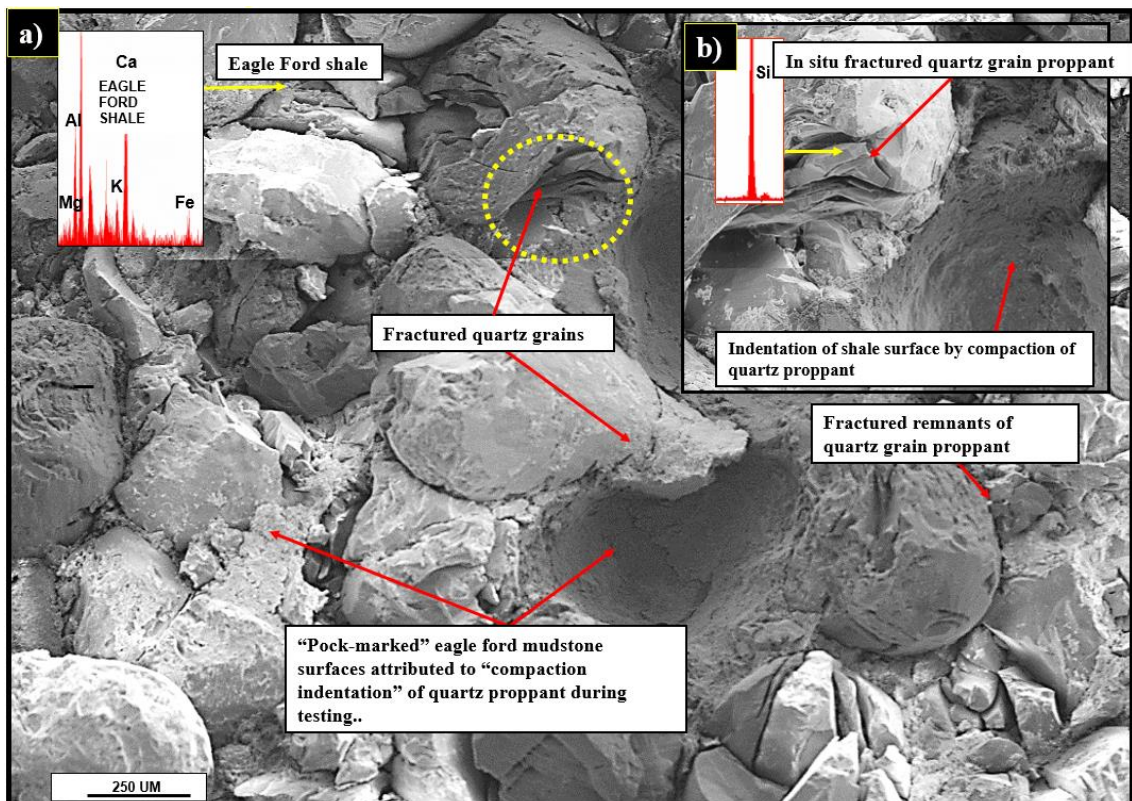 a)
Ca
EAGLE
FORD
SHALE
Al
K
Mg
Fe
Eagle Ford shale
b)
Si
In situ fractured quartz grain proppant
Fractured quartz grains
Indentation of shale surface by compaction of
quartz proppant
Fractured remnants of
quartz grain proppant
“Pock-marked” eagle ford mudstone
surfaces attributed to “compaction
indentation” of quartz proppant during
testing..
250 UM